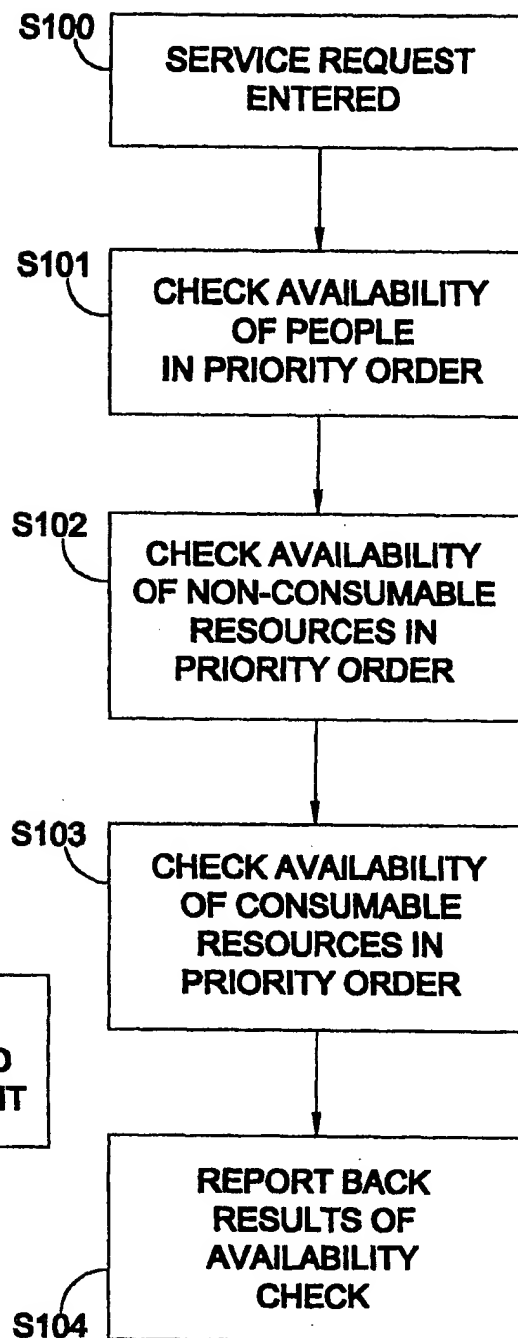 S100
SERVICE REQUEST
ENTERED
S101
CHECK AVAILABILITY
OF PEOPLE
IN PRIORITY ORDER
S102
CHECK AVAILABILITY
OF NON-CONSUMABLE
RESOURCES IN
PRIORITY ORDER
S103
CHECK AVAILABILITY
OF CONSUMABLE
RESOURCES IN
PRIORITY ORDER
REPORT BACK
RESULTS OF
AVAILABILITY
CHECK
S104